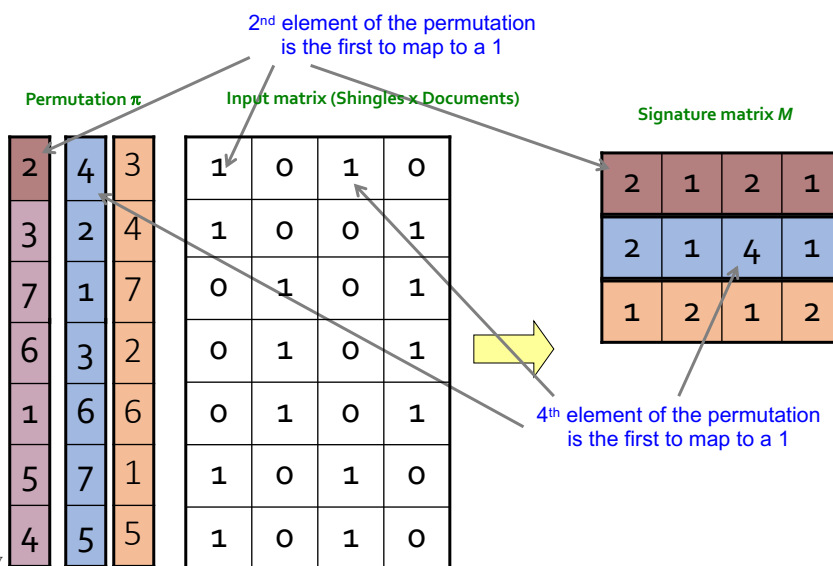 2nd element of the permutation
is the first to map to a 1
Permutation π
Input matrix (Shingles x Documents)
Signature matrix M
2 4 3 1 0 1 0
3 2 4 1 0 0 1
7 1 7 0 1 0 1
6 3 2 0 1 0 1
1 6 6 0 1 0 1
5 7 1 1 0 1 0
4 5 5 1 0 1 0
2 1 2 1
2 1 4 1
1 2 1 2
4th element of the permutation
is the first to map to a 1